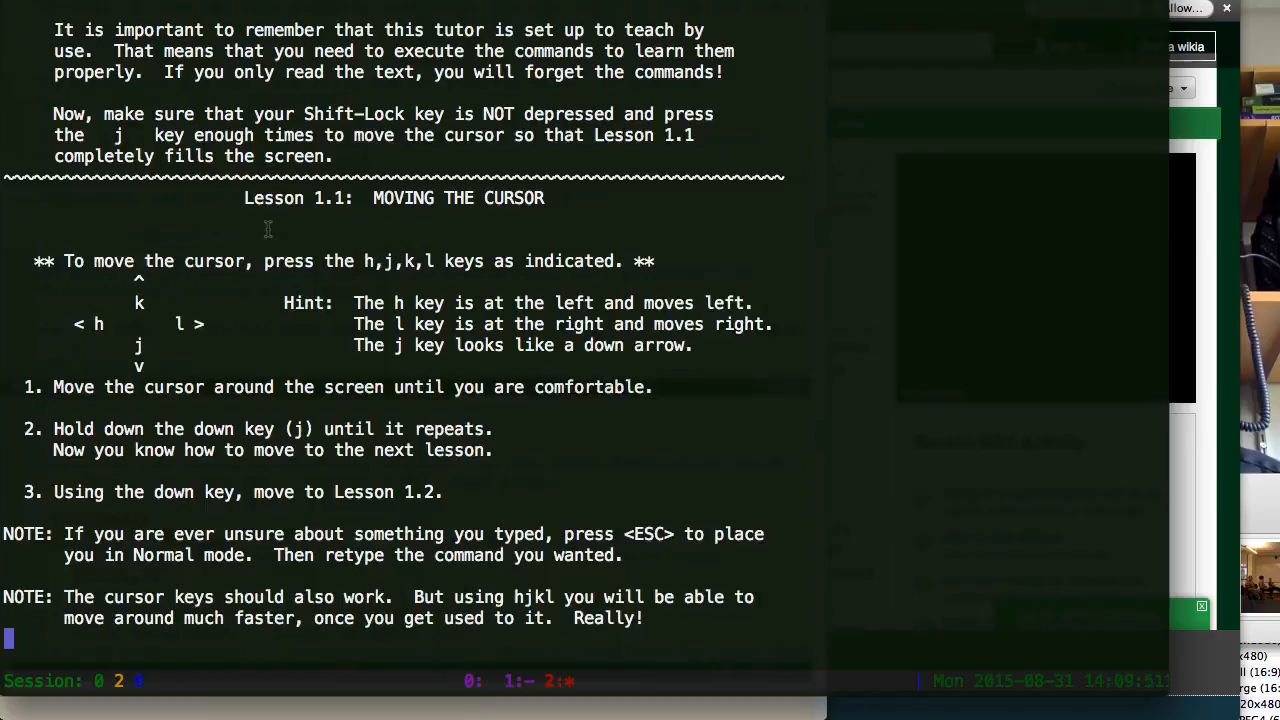 It is important to remember that this tutor is set up to teach by
use.  That means that you need to execute the commands to learn them
properly.  If you only read the text, you will forget the commands!
Now, make sure that your Shift-Lock key is NOT depressed and press
the   j   key enough times to move the cursor so that Lesson 1.1
completely fills the screen.
~~~~~~~~~~~~~~~~~~~~~~~~~~~~~~~~~~~~~~~~~~~~~~~~~~~~~~~~~~~~~~~~~~~~~~~~~~~~~~
Lesson 1.1:  MOVING THE CURSOR
** To move the cursor, press the h,j,k,l keys as indicated. **
^
k              Hint:  The h key is at the left and moves left.
< h       l >               The l key is at the right and moves right.
j                     The j key looks like a down arrow.
v
1. Move the cursor around the screen until you are comfortable.
2. Hold down the down key (j) until it repeats.
Now you know how to move to the next lesson.
3. Using the down key, move to Lesson 1.2.
NOTE: If you are ever unsure about something you typed, press <ESC> to place
you in Normal mode.  Then retype the command you wanted.
NOTE: The cursor keys should also work.  But using hjkl you will be able to
move around much faster, once you get used to it.  Really!
Session: 0 2 0    0:  1:-  2:*    Mon 2015-08-31 14:09:51
llow...
a wikia
x480)
ll (16:9)
rge (16:
20x480